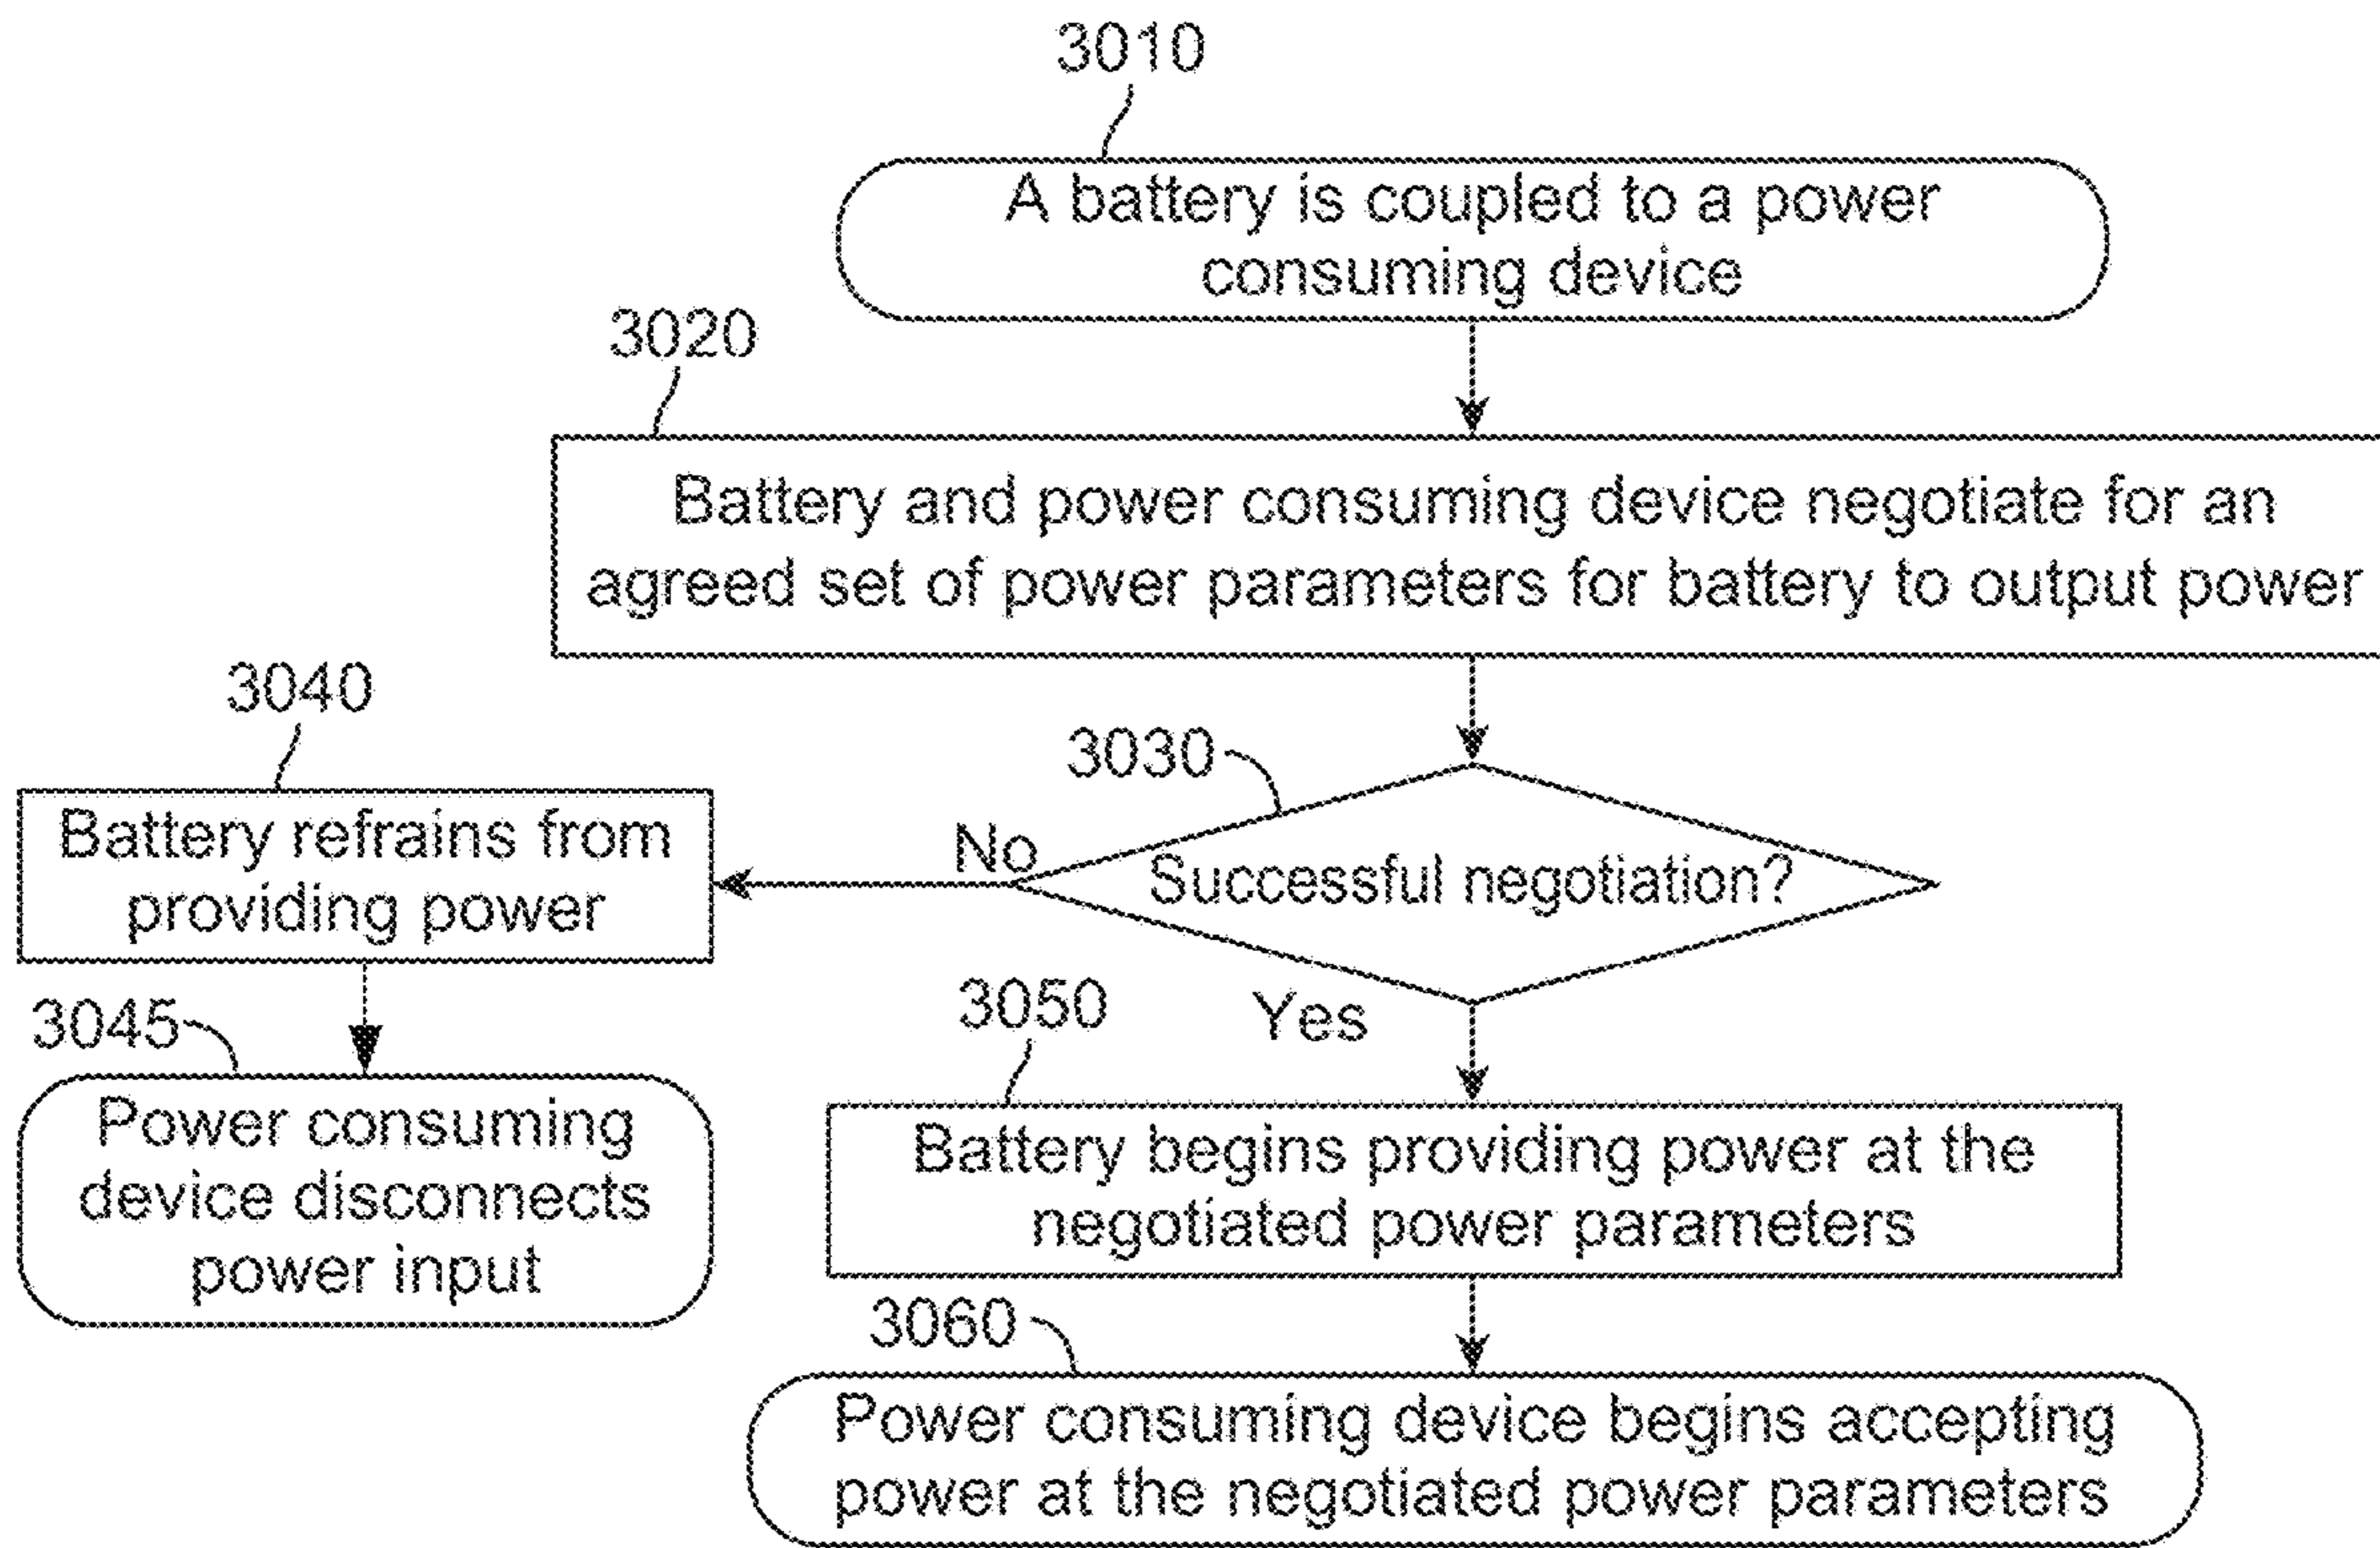 3010
A battery is coupled to a power
consuming device
3020
Battery and power consuming device negotiate for an
agreed set of power parameters for battery to output power
3030
Successful negotiation?
No
3040
Battery refrains from
providing power
3045
Power consuming
device disconnects
power input
Yes
3050
Battery begins providing power at the
negotiated power parameters
3060
Power consuming device begins accepting
power at the negotiated power parameters